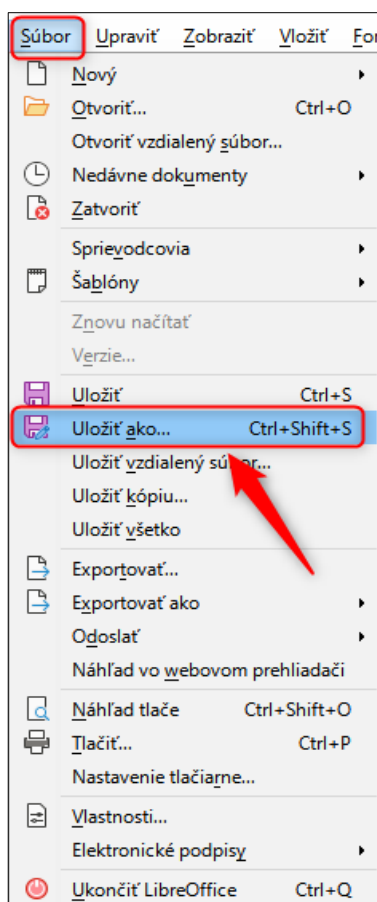 Súbor Upraviť Zobraziť Vložiť
Nový
Otvoriť... Ctrl+O
Otvoriť vzdialený súbor...
Nedávne dokumenty
Zatvoriť
Sprievodcovia
Šablóny
Znovu načítať
Verzie...
Uložiť Ctrl+S
Uložiť ako... Ctrl+Shift+S
Uložiť vzdialený súbor...
Uložiť kópiu...
Uložiť všetko
Exportovať...
Exportovať ako
Odoslať
Náhľad vo webovom prehliadači
Náhľad tlače Ctrl+Shift+O
Tlačiť... Ctrl+P
Nastavenie tlačiarne...
Vlastnosti...
Elektronické podpisy
Ukončiť LibreOffice Ctrl+Q